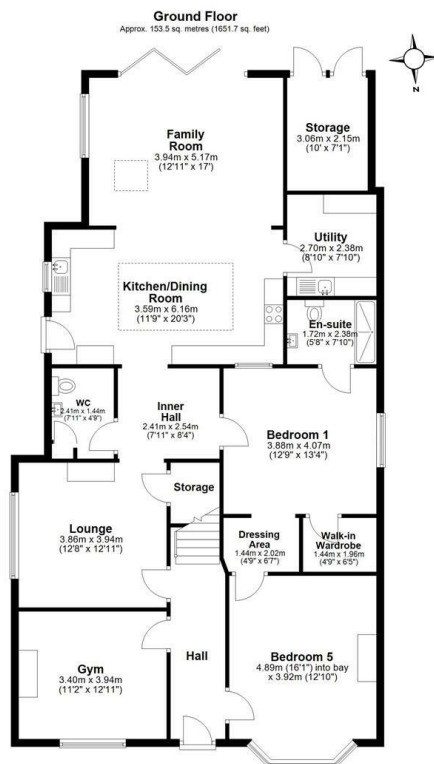 Ground Floor
Approx. 153.5 sq. metres (1651.7 sq. feet)
N
Family
Room
3.94m x 5.17m
(12'11" x 17')
Storage
3.06m x 2.15m
(10' x 7'1")
Utility
2.70m x 2.38m
(8'10" x 7'10")
Kitchen/Dining
Room
3.59m x 6.16m
(11'9" x 20'3")
En-suite
1.72m x 2.38m
(5'8" x 7'10")
WC
2.41m x 1.44m
(7'11" x 4'9")
Inner
Hall
2.41m x 2.54m
(7'11" x 8'4")
Bedroom 1
3.88m x 4.07m
(12'9" x 13'4")
Storage
Lounge
3.86m x 3.94m
(12'8" x 12'11")
Dressing
Area
1.44m x 2.02m
(4'9" x 6'7")
Walk-in
Wardrobe
1.44m x 1.96m
(4'9" x 6'5")
Gym
3.40m x 3.94m
(11'2" x 12'11")
Hall
Bedroom 5
4.89m (16'1") into bay
x 3.92m (12'10")